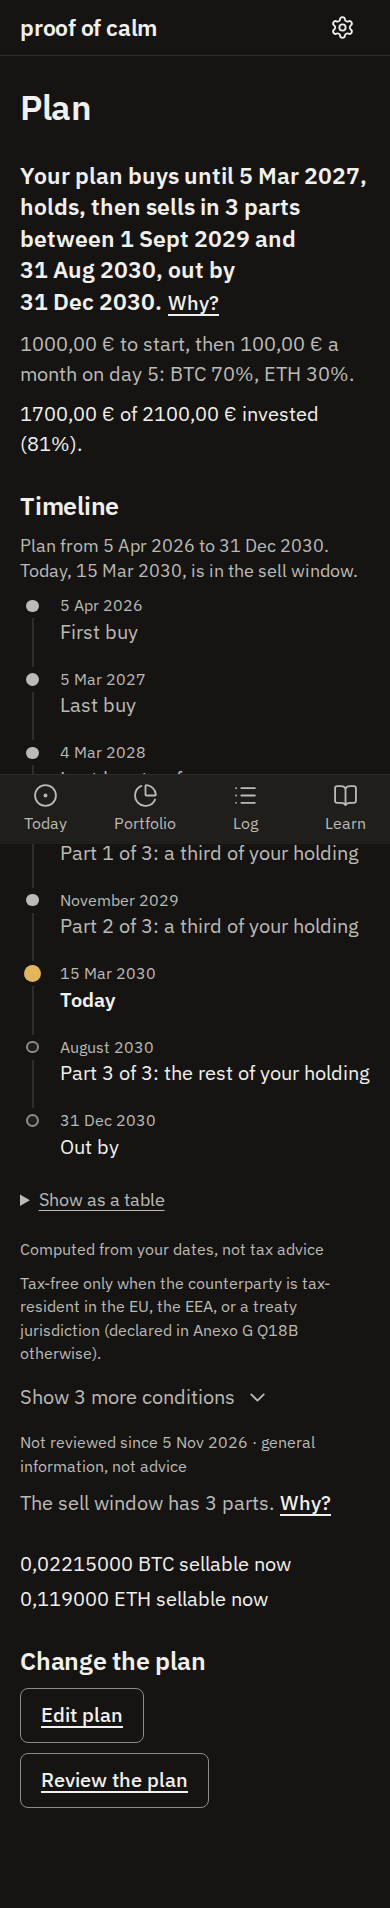 proof of calm
Plan
Your plan buys until 5 Mar 2027,
holds, then sells in 3 parts
between 1 Sept 2029 and
31 Aug 2030, out by
31 Dec 2030. Why?
1000,00 € to start, then 100,00 € a
month on day 5: BTC 70%, ETH 30%.
1700,00 € of 2100,00 € invested
(81%).
Timeline
Plan from 5 Apr 2026 to 31 Dec 2030.
Today, 15 Mar 2030, is in the sell window.
5 Apr 2026
First buy
5 Mar 2027
Last buy
4 Mar 2028
Today
Portfolio
Log
Learn
Part 1 of 3: a third of your holding
November 2029
Part 2 of 3: a third of your holding
15 Mar 2030
Today
August 2030
Part 3 of 3: the rest of your holding
31 Dec 2030
Out by
Show as a table
Computed from your dates, not tax advice
Tax-free only when the counterparty is tax-
resident in the EU, the EEA, or a treaty
jurisdiction (declared in Anexo G Q18B
otherwise).
Show 3 more conditions
Not reviewed since 5 Nov 2026 · general
information, not advice
The sell window has 3 parts. Why?
0,02215000 BTC sellable now
0,119000 ETH sellable now
Change the plan
Edit plan
Review the plan